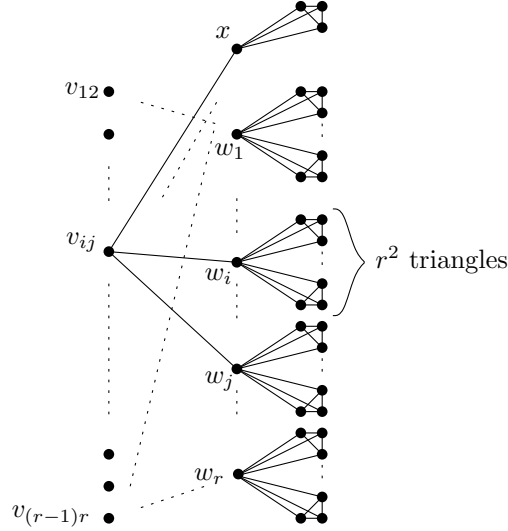 x
v_{12}
w_1
v_{ij}
w_i
r^2 triangles
w_j
w_r
v_{(r-1)r}